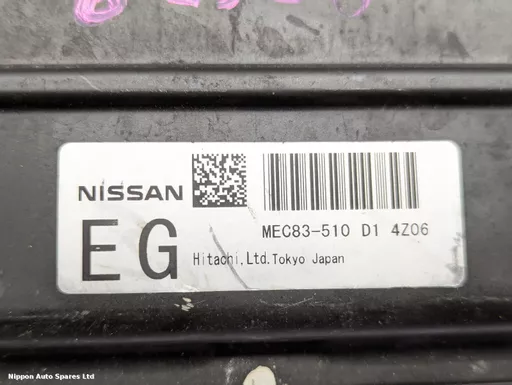 NISSAN
EG
MEC83-510 D1 4Z06
Hitachi,Ltd.Tokyo Japan
Nippon Auto Spares Ltd